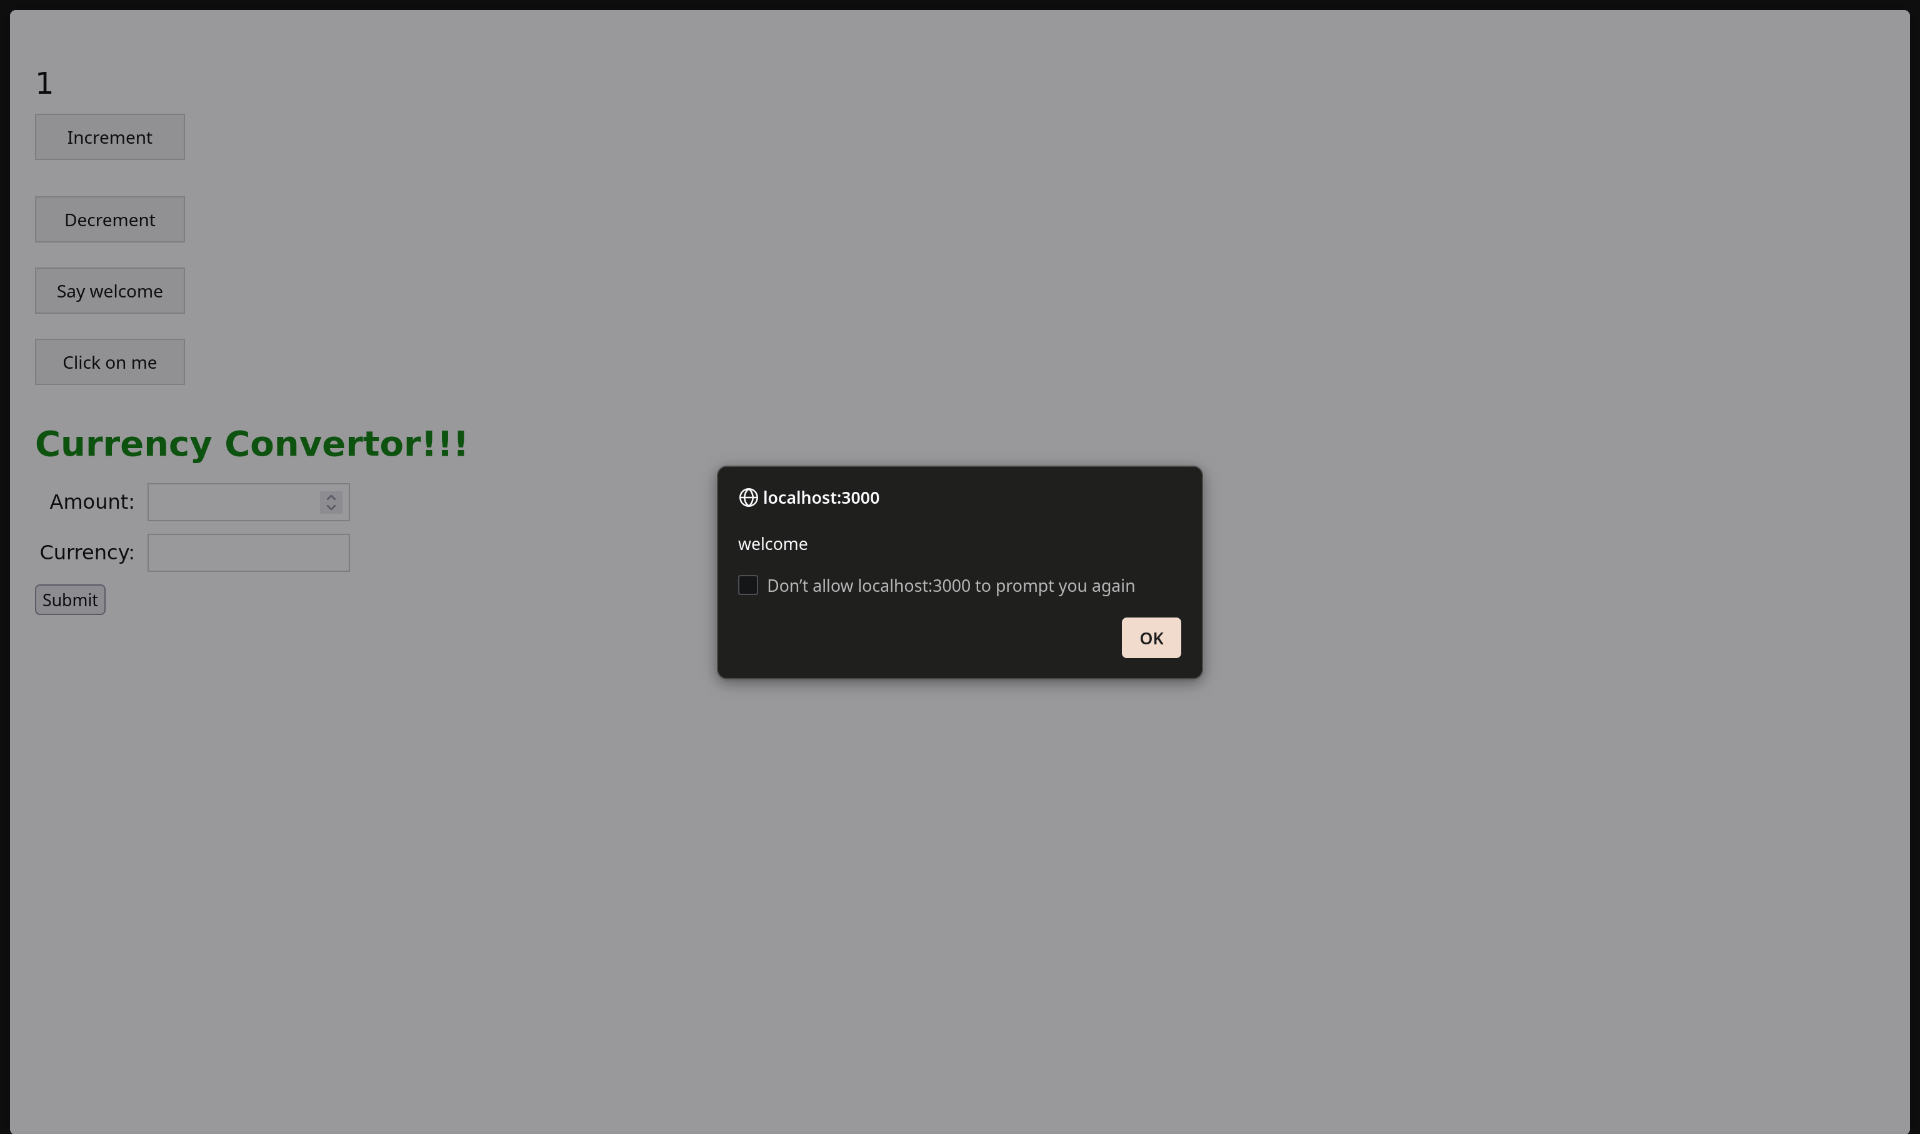 1
Increment
Decrement
Say welcome
Click on me
Currency Convertor!!!
Amount:
Currency:
Submit
localhost:3000
welcome
Don’t allow localhost:3000 to prompt you again
OK